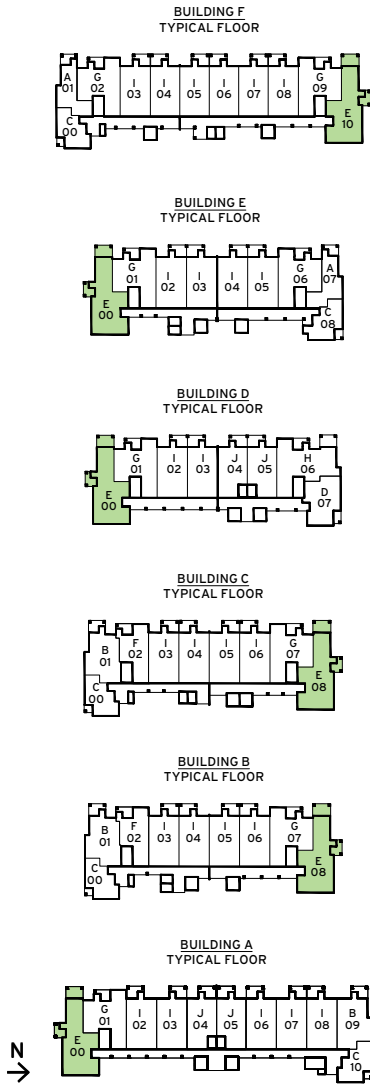 BUILDING F
TYPICAL FLOOR
A G I I I I I I G
01 02 03 04 05 06 07 08 09
C E
00 10
BUILDING E
TYPICAL FLOOR
G I I I I G A
01 02 03 04 05 06 07
E C
00 08
BUILDING D
TYPICAL FLOOR
G I I J J H
01 02 03 04 05 06
E D
00 07
BUILDING C
TYPICAL FLOOR
B F I I I I G
01 02 03 04 05 06 07
C E
00 08
BUILDING B
TYPICAL FLOOR
B F I I I I G
01 02 03 04 05 06 07
C E
00 08
BUILDING A
TYPICAL FLOOR
G I I J J I I I B
01 02 03 04 05 06 07 08 09
E C
00 10
N